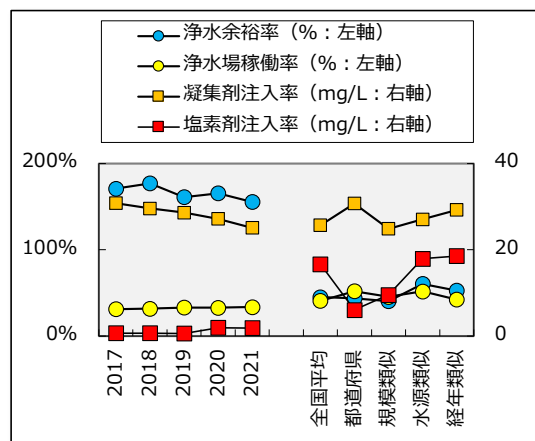 浄水余裕率（%：左軸）
浄水場稼働率（%：左軸）
凝集剤注入率（mg/L：右軸）
塩素剤注入率（mg/L：右軸）
200%
100%
0%
40
20
0
2017
2018
2019
2020
2021
全国平均
都道府県
規模類似
水源類似
経年類似